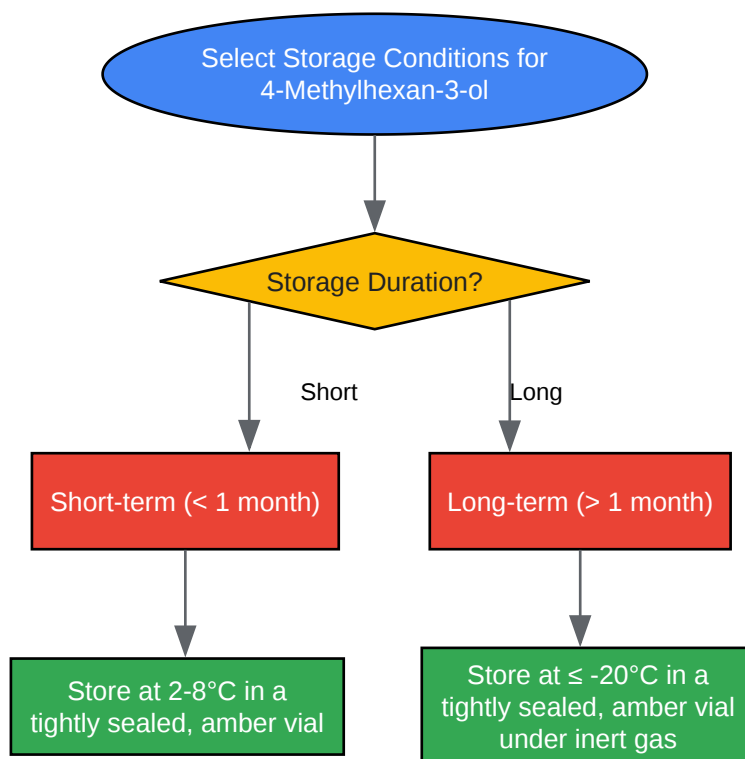 Select Storage Conditions for
4-Methylhexan-3-ol
Storage Duration?
Short
Long
Short-term (< 1 month)
Long-term (> 1 month)
Store at 2-8°C in a
tightly sealed, amber vial
Store at ≤ -20°C in a
tightly sealed, amber vial
under inert gas